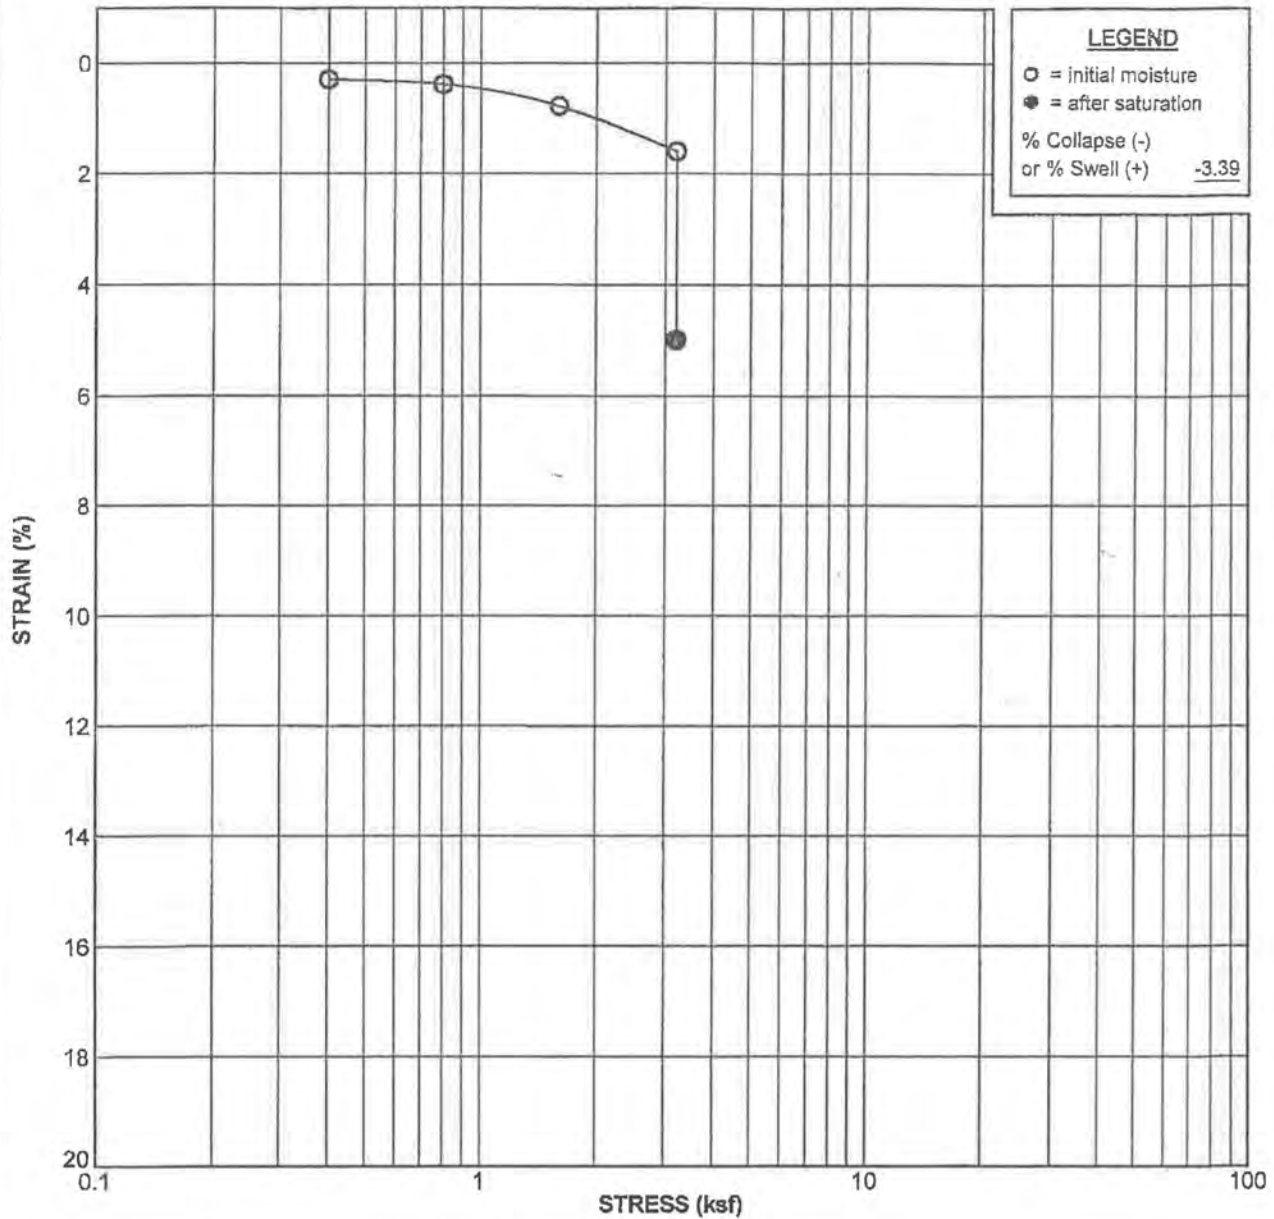 LEGEND
= initial moisture
= after saturation
% Collapse (-)
or % Swell (+) -3.39
0
2
4
6
8
10
12
14
16
18
20
STRAIN (%)
0.1 1 10 100
STRESS (ksf)